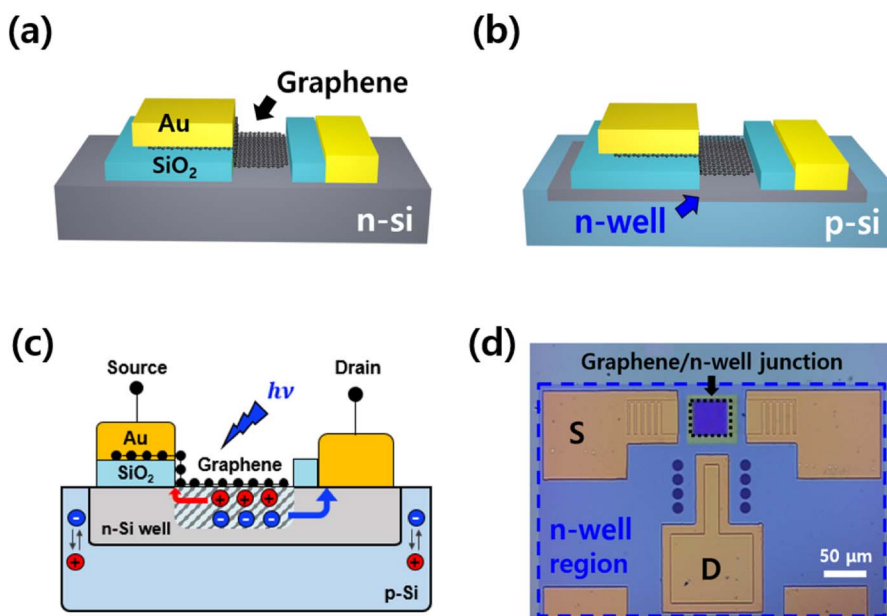 (a)
Graphene
Au
SiO₂
n-si
(b)
n-well
p-si
(c)
Source
Drain
hν
Au
SiO₂
Graphene
+ + +
- - -
n-Si well
-
+
-
+
p-Si
(d)
Graphene/n-well junction
S
n-well
region
D
50 μm